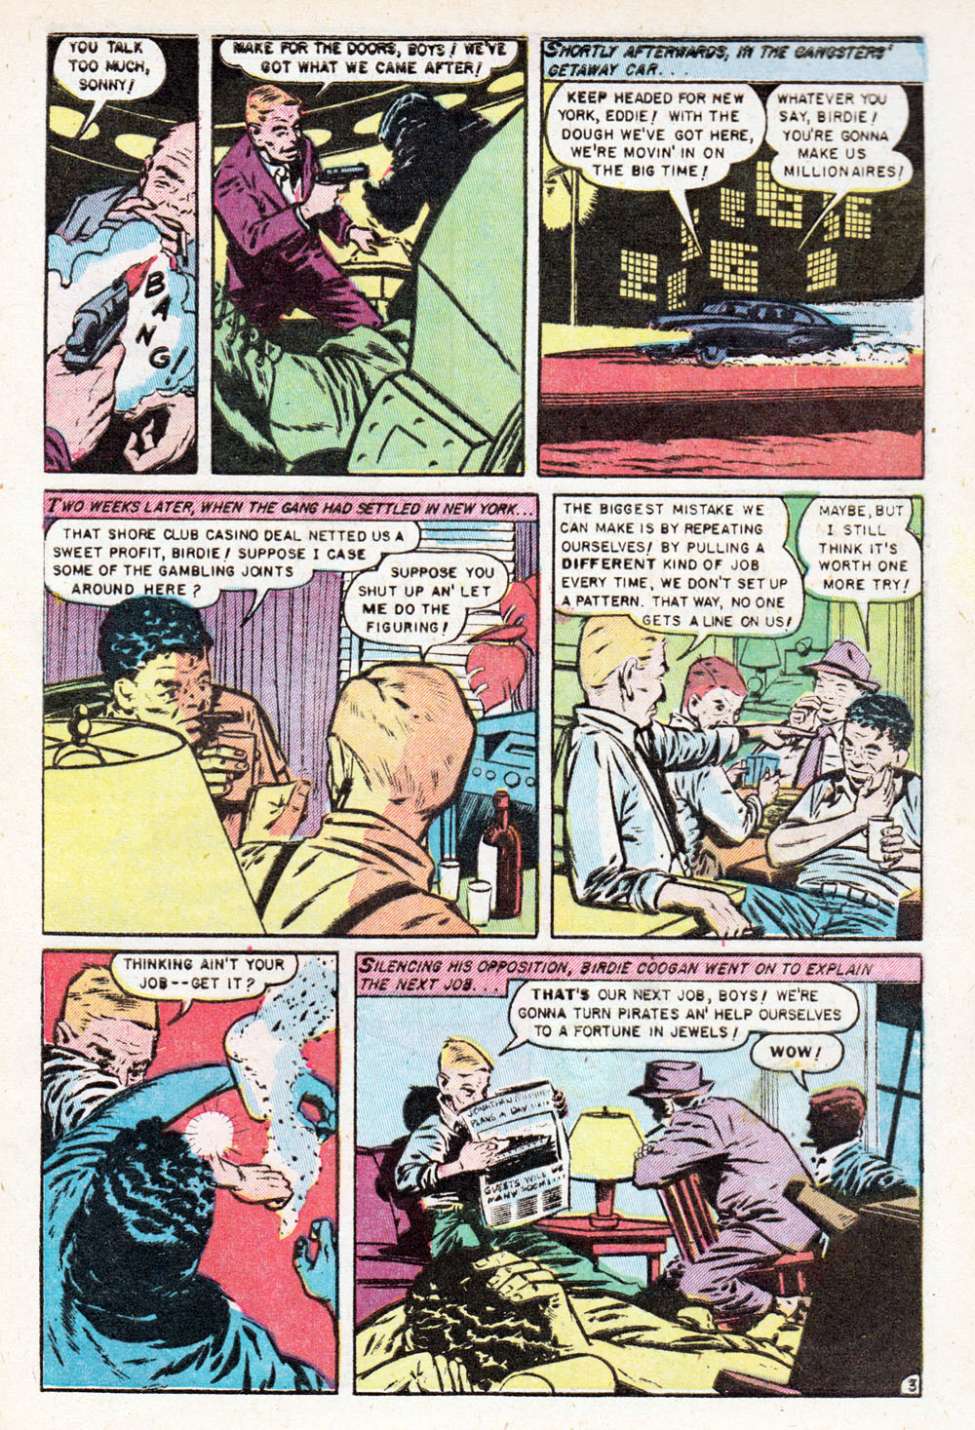 YOU TALK
TOO MUCH,
SONNY!
BANG!
MAKE FOR THE DOORS, BOYS! WE'VE
GOT WHAT WE CAME AFTER!
SHORTLY AFTERWARDS, IN THE GANGSTERS'
GETAWAY CAR...
KEEP HEADED FOR NEW
YORK, EDDIE! WITH THE
DOUGH WE'VE GOT HERE,
WE'RE MOVIN' IN ON
THE BIG TIME!
WHATEVER YOU
SAY, BIRDIE!
YOU'RE GONNA
MAKE US
MILLIONAIRES!
TWO WEEKS LATER, WHEN THE GANG HAD SETTLED IN NEW YORK...
THAT SHORE CLUB CASINO DEAL NETTED US A
SWEET PROFIT, BIRDIE! SUPPOSE I CASE
SOME OF THE GAMBLING JOINTS
AROUND HERE?
SUPPOSE YOU
SHUT UP AN' LET
ME DO THE
FIGURING!
THE BIGGEST MISTAKE WE
CAN MAKE IS BY REPEATING
OURSELVES! BY PULLING A
DIFFERENT KIND OF JOB
EVERY TIME, WE DON'T SET UP
A PATTERN. THAT WAY, NO ONE
GETS A LINE ON US!
MAYBE, BUT
I STILL
THINK IT'S
WORTH ONE
MORE TRY!
THINKING AIN'T YOUR
JOB--GET IT?
SILENCING HIS OPPOSITION, BIRDIE COOGAN WENT ON TO EXPLAIN
THE NEXT JOB...
THAT'S OUR NEXT JOB, BOYS! WE'RE
GONNA TURN PIRATES AN' HELP OURSELVES
TO A FORTUNE IN JEWELS!
WOW!
JONATHAN
PLANS A DAY
GUESTS WILL
MANY
3